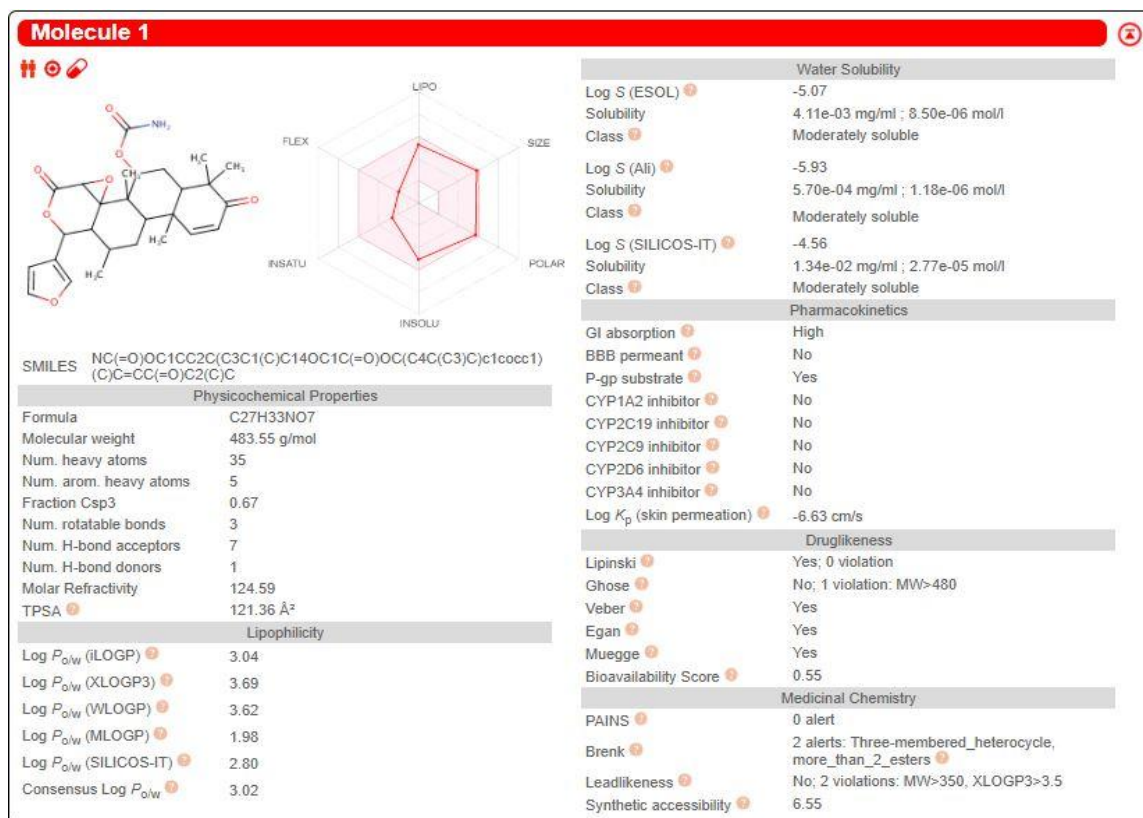 Molecule 1
LIPO
FLEX
SIZE
INSATU
POLAR
INSOLU
O
NH₂
O
H₃C
CH₃
CH₃
CH₃
O
O
O
O
O
H₃C
H₃C
O
SMILES NC(=O)OC1CC2C(C3C1(C)C14OC1C(=O)OC(C4C(C3)C)c1cocc1)
(C)C=CC(=O)C2(C)C
Physicochemical Properties
Formula C27H33NO7
Molecular weight 483.55 g/mol
Num. heavy atoms 35
Num. arom. heavy atoms 5
Fraction Csp3 0.67
Num. rotatable bonds 3
Num. H-bond acceptors 7
Num. H-bond donors 1
Molar Refractivity 124.59
TPSA ? 121.36 Å²
Lipophilicity
Log Po/w (iLOGP) ? 3.04
Log Po/w (XLOGP3) ? 3.69
Log Po/w (WLOGP) ? 3.62
Log Po/w (MLOGP) ? 1.98
Log Po/w (SILICOS-IT) ? 2.80
Consensus Log Po/w ? 3.02
Water Solubility
Log S (ESOL) ? -5.07
Solubility 4.11e-03 mg/ml ; 8.50e-06 mol/l
Class ? Moderately soluble
Log S (Ali) ? -5.93
Solubility 5.70e-04 mg/ml ; 1.18e-06 mol/l
Class ? Moderately soluble
Log S (SILICOS-IT) ? -4.56
Solubility 1.34e-02 mg/ml ; 2.77e-05 mol/l
Class ? Moderately soluble
Pharmacokinetics
GI absorption ? High
BBB permeant ? No
P-gp substrate ? Yes
CYP1A2 inhibitor ? No
CYP2C19 inhibitor ? No
CYP2C9 inhibitor ? No
CYP2D6 inhibitor ? No
CYP3A4 inhibitor ? No
Log Kp (skin permeation) ? -6.63 cm/s
Druglikeness
Lipinski ? Yes; 0 violation
Ghose ? No; 1 violation: MW>480
Veber ? Yes
Egan ? Yes
Muegge ? Yes
Bioavailability Score ? 0.55
Medicinal Chemistry
PAINS ? 0 alert
Brenk ? 2 alerts: Three-membered_heterocycle,
more_than_2_esters ?
Leadlikeness ? No; 2 violations: MW>350, XLOGP3>3.5
Synthetic accessibility ? 6.55